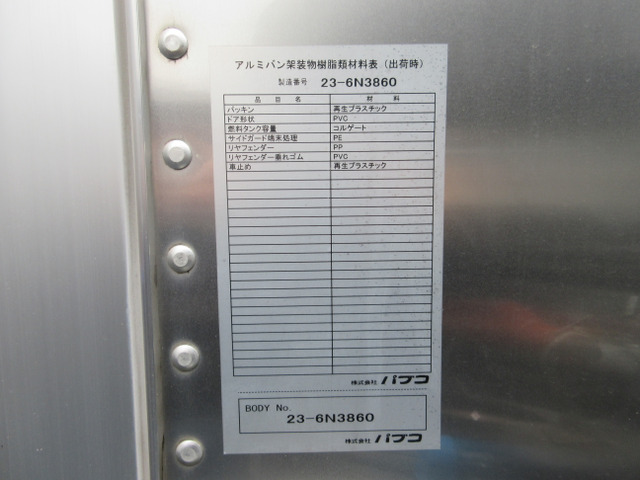 アルミバン架装物樹脂類材料表（出荷時）
製造番号 23-6N3860
品目名 材料
パッキン 再生プラスチック
ドア形状 PVC
燃料タンク容量 コルゲート
サイドガード端末処理 PE
リヤフェンダー PP
リヤフェンダー垂れゴム PVC
車止め 再生プラスチック
株式会社 パブコ
BODY No.
23-6N3860
株式会社 パブコ